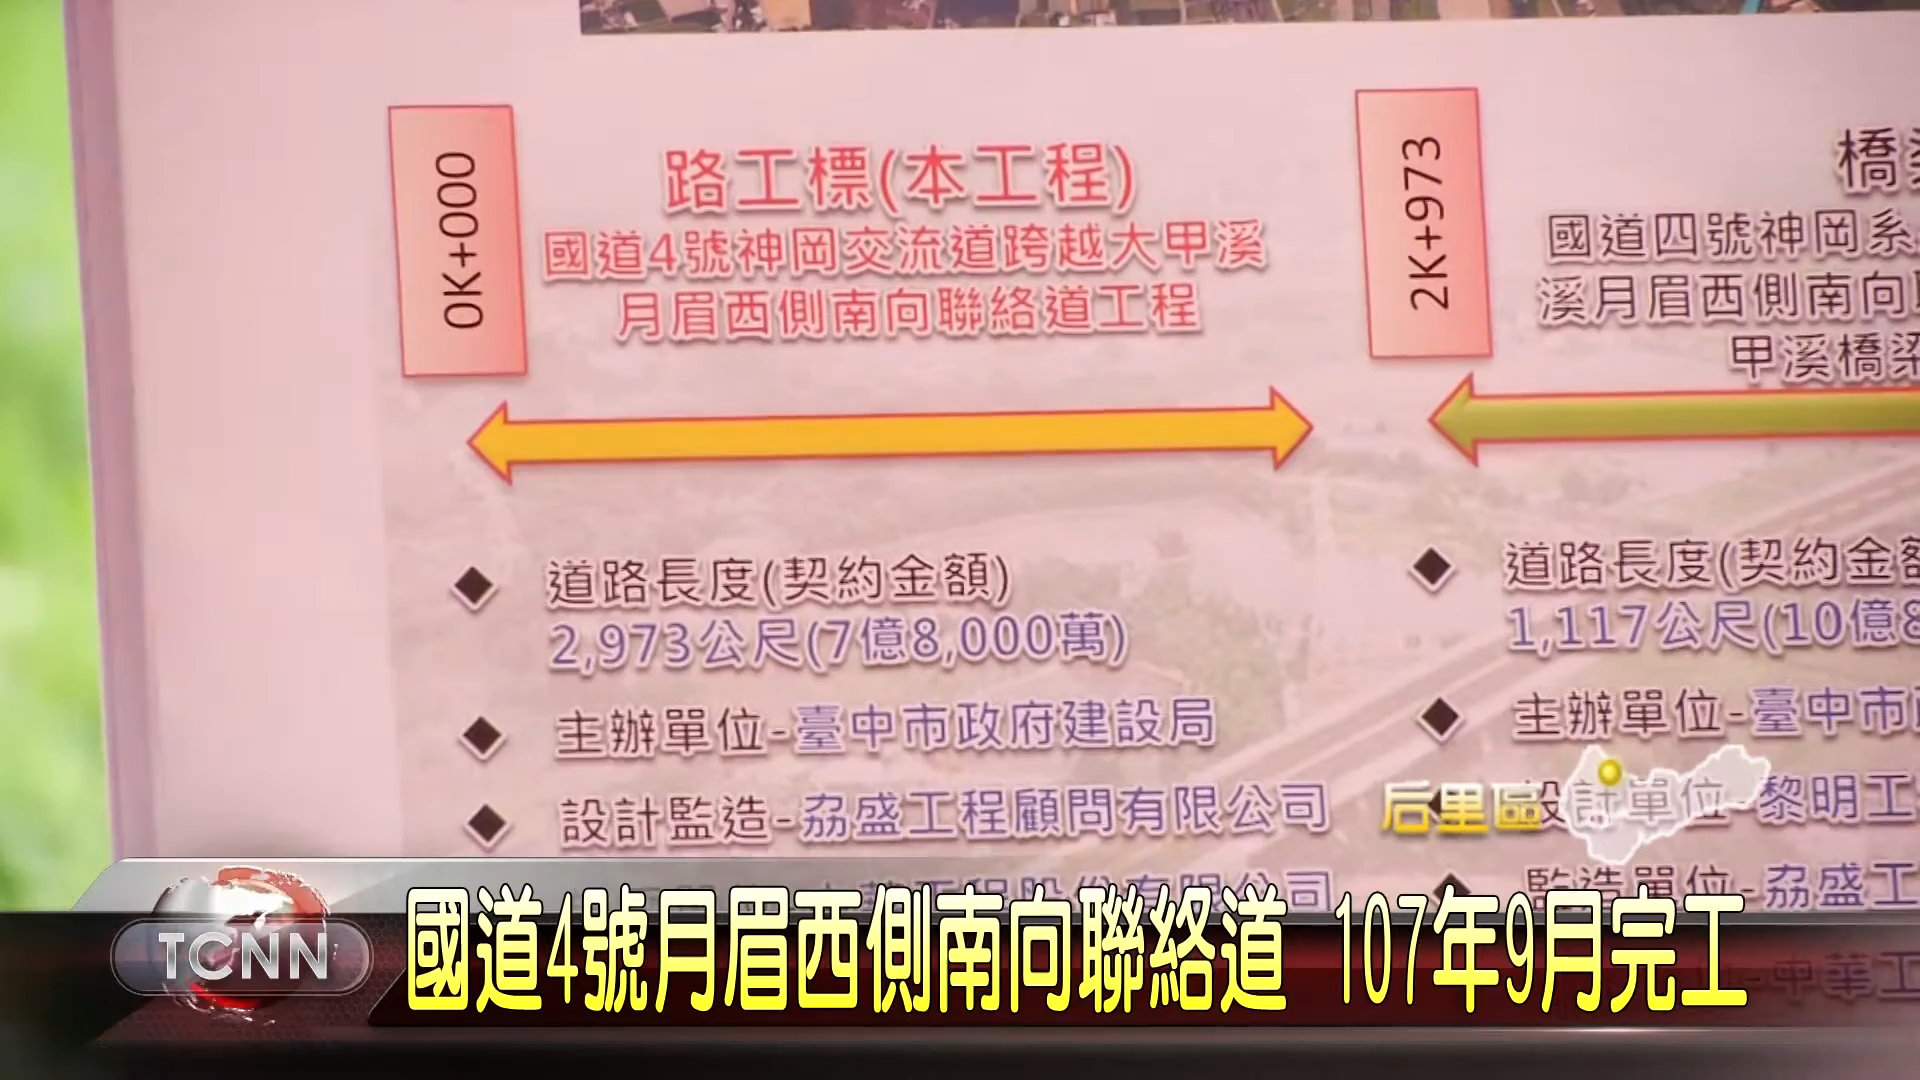 0K+000
路工標(本工程)
國道4號神岡交流道跨越大甲溪
月眉西側南向聯絡道工程
2K+973
橋
國道四號神岡系
溪月眉西側南向
甲溪橋梁
道路長度(契約金額)
2,973公尺(7億8,000萬)
主辦單位-臺中市政府建設局
設計監造-劦盛工程顧問有限公司
道路長度(契約金額
1,117公尺(10億8
主辦單位-臺中市
設計單位-黎明工
監造單位-劦盛工
中華工
后里區
TCNN
國道4號月眉西側南向聯絡道 107年9月完工